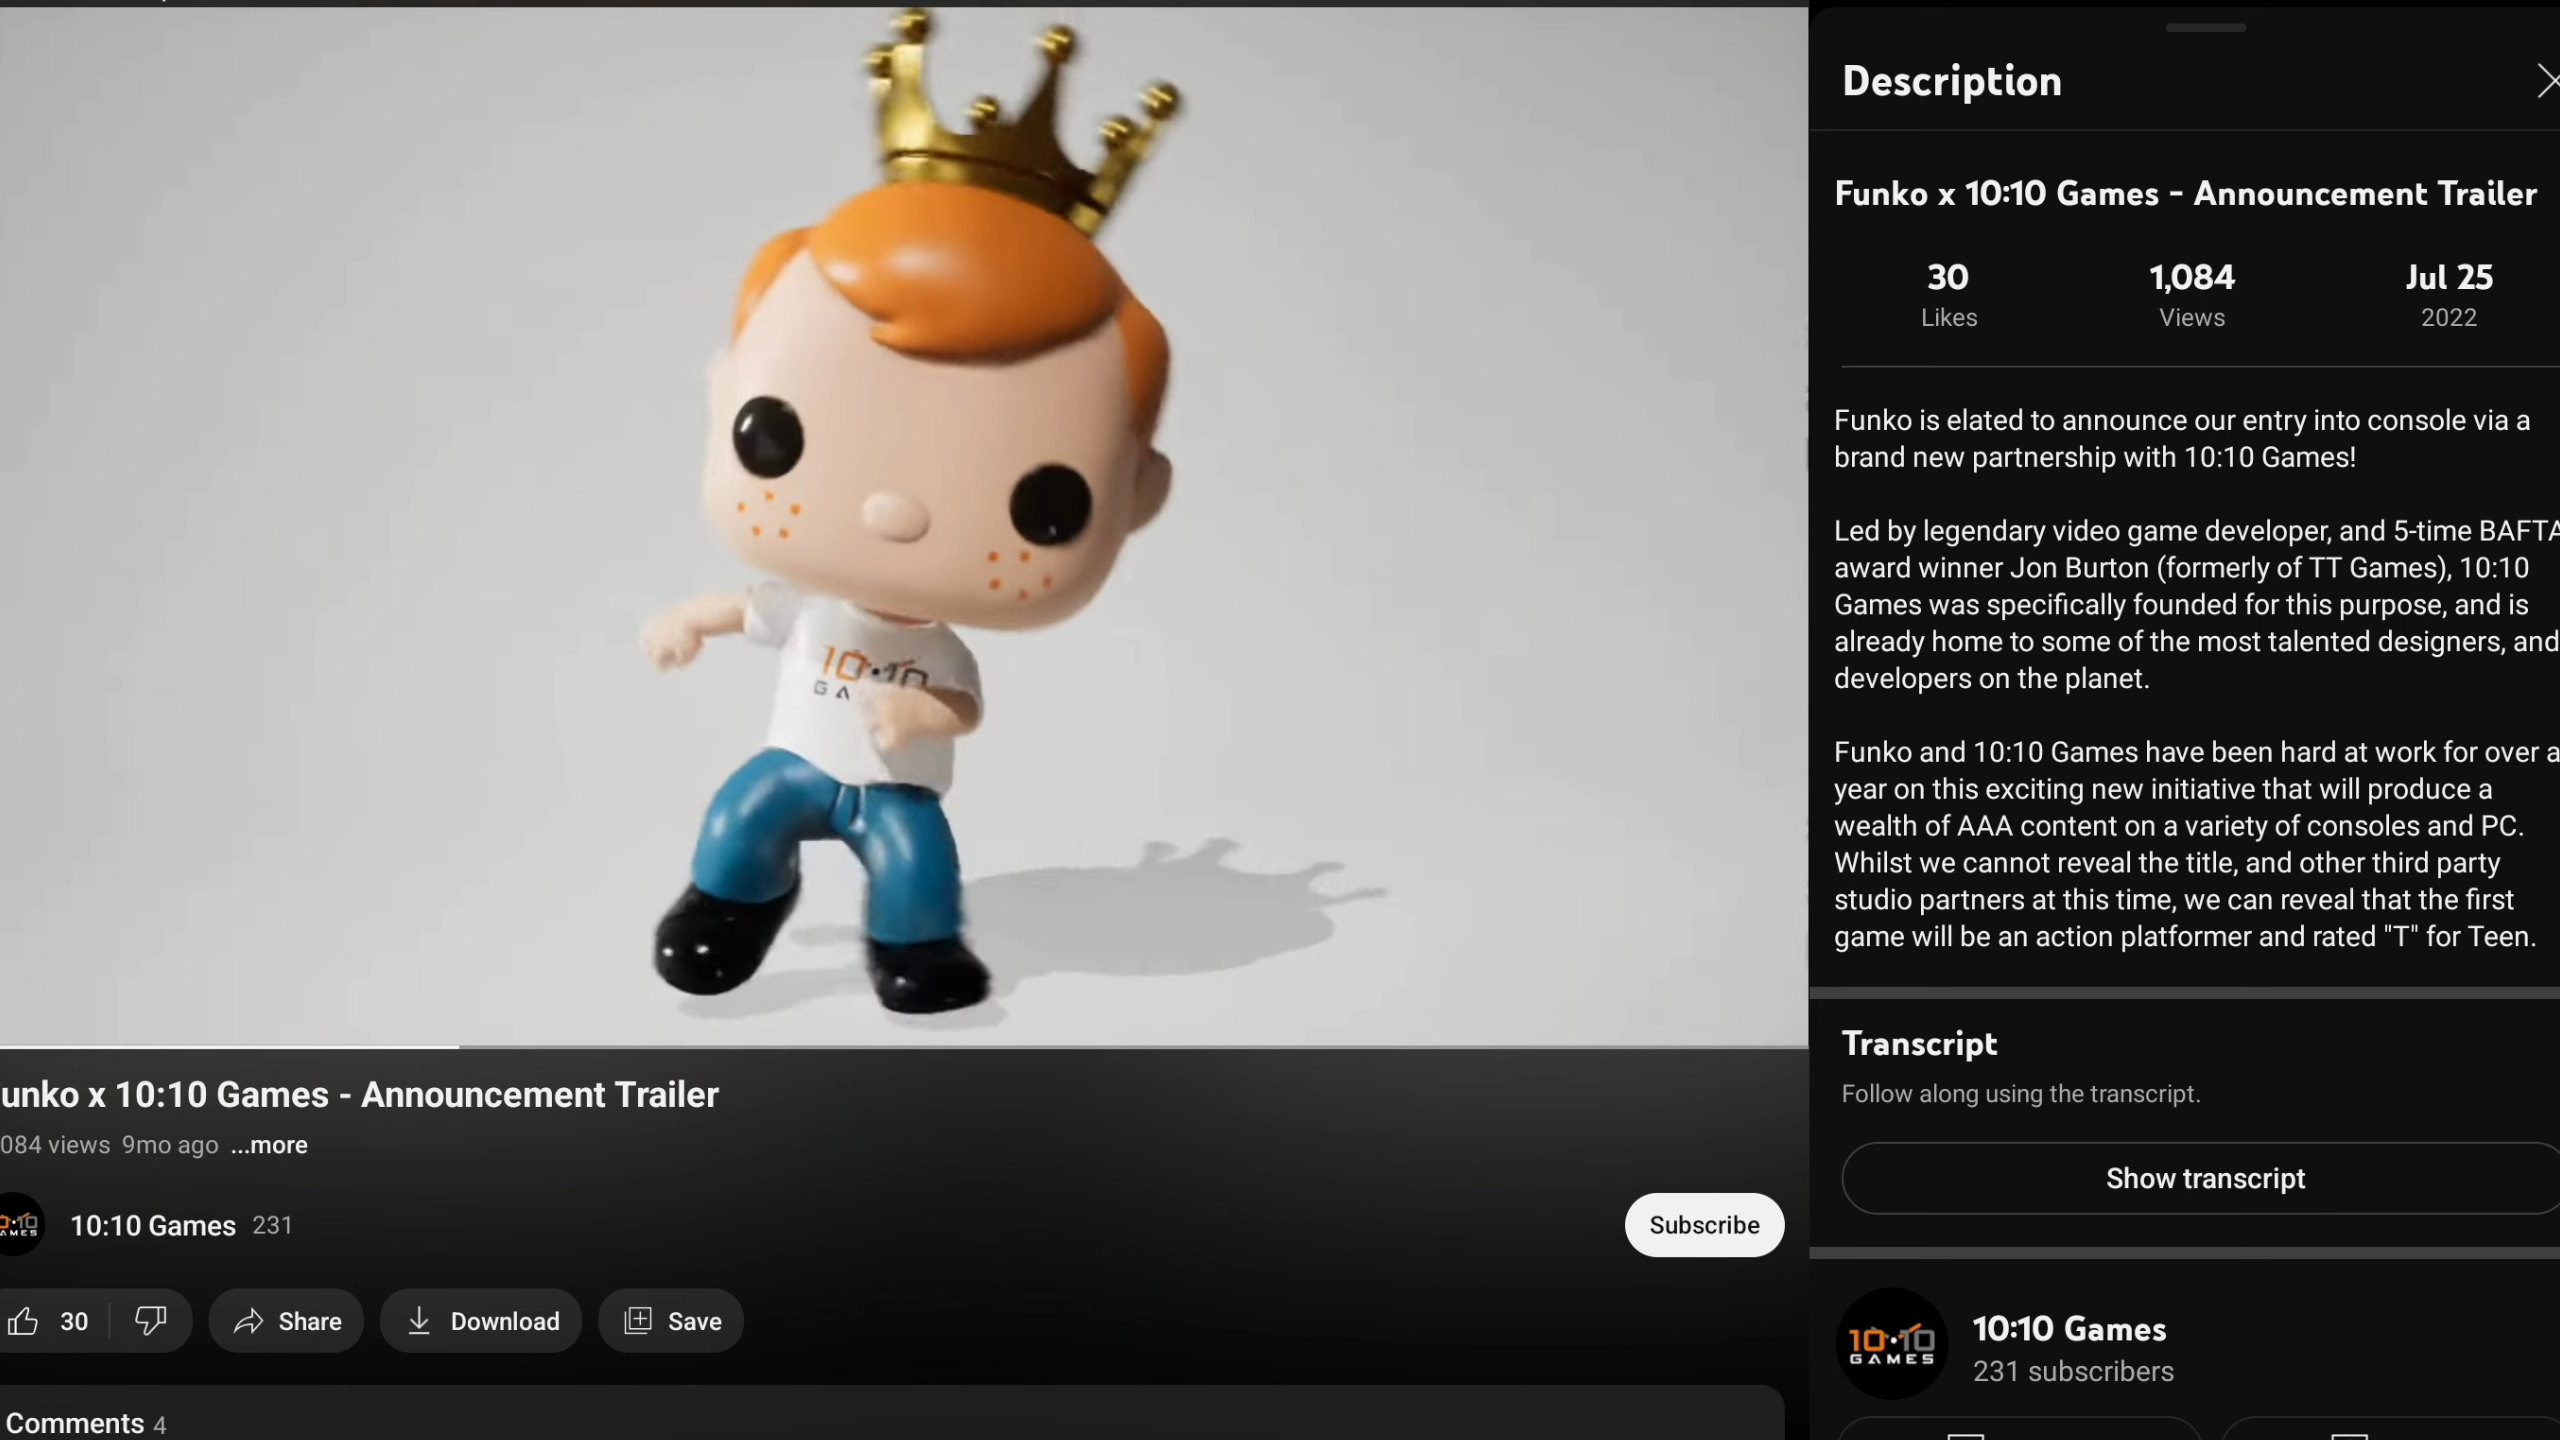 10:10
GA
unko x 10:10 Games - Announcement Trailer
084 views 9mo ago ...more
10:10 GAMES
10:10 Games 231
Subscribe
30
Share
Download
Save
Comments 4
Description
Funko x 10:10 Games - Announcement Trailer
30 1,084 Jul 25
Likes Views 2022
Funko is elated to announce our entry into console via a
brand new partnership with 10:10 Games!
Led by legendary video game developer, and 5-time BAFTA
award winner Jon Burton (formerly of TT Games), 10:10
Games was specifically founded for this purpose, and is
already home to some of the most talented designers, and
developers on the planet.
Funko and 10:10 Games have been hard at work for over a
year on this exciting new initiative that will produce a
wealth of AAA content on a variety of consoles and PC.
Whilst we cannot reveal the title, and other third party
studio partners at this time, we can reveal that the first
game will be an action platformer and rated "T" for Teen.
Transcript
Follow along using the transcript.
Show transcript
10:10
GAMES
10:10 Games
231 subscribers